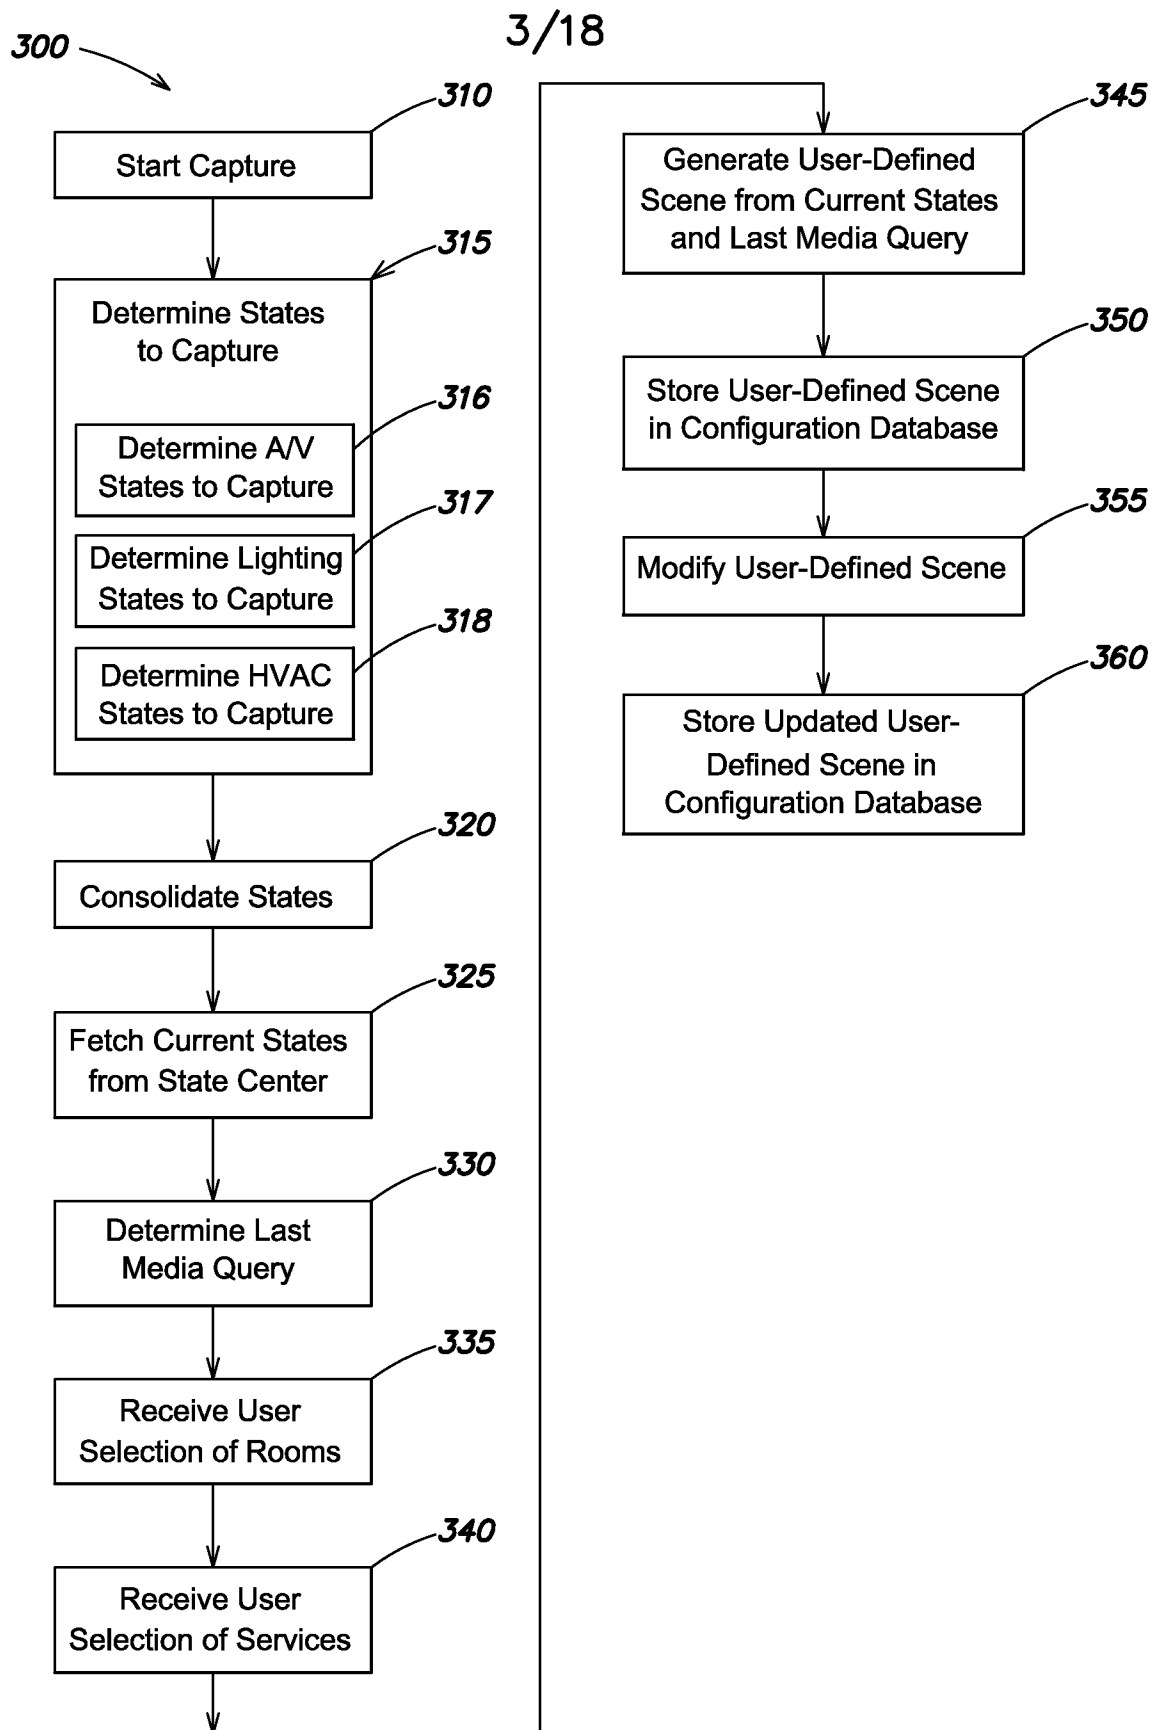 3/18
300
310
Start Capture
315
Determine States
to Capture
316
Determine A/V
States to Capture
317
Determine Lighting
States to Capture
318
Determine HVAC
States to Capture
320
Consolidate States
325
Fetch Current States
from State Center
330
Determine Last
Media Query
335
Receive User
Selection of Rooms
340
Receive User
Selection of Services
345
Generate User-Defined
Scene from Current States
and Last Media Query
350
Store User-Defined Scene
in Configuration Database
355
Modify User-Defined Scene
360
Store Updated User-
Defined Scene in
Configuration Database